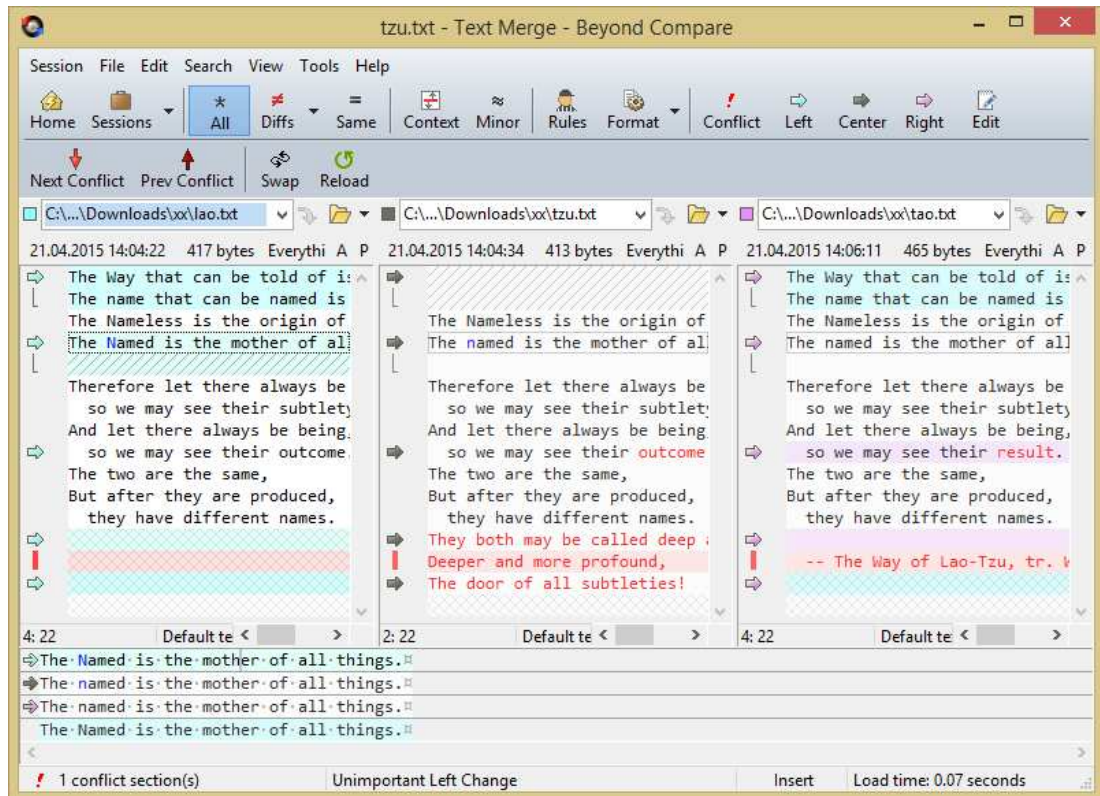 tzu.txt - Text Merge - Beyond Compare
Session File Edit Search View Tools Help
Home Sessions All Diffs Same Context Minor Rules Format Conflict Left Center Right Edit
Next Conflict Prev Conflict Swap Reload
C:\...\Downloads\xx\lao.txt C:\...\Downloads\xx\tzu.txt C:\...\Downloads\xx\tao.txt
21.04.2015 14:04:22 417 bytes Everythi A P 21.04.2015 14:04:34 413 bytes Everythi A P 21.04.2015 14:06:11 465 bytes Everythi A P
The Way that can be told of is
The name that can be named is
The Nameless is the origin of
The Named is the mother of all
Therefore let there always be
so we may see their subtlety
And let there always be being,
so we may see their outcome.
The two are the same,
But after they are produced,
they have different names.
The Nameless is the origin of
The named is the mother of all
Therefore let there always be
so we may see their subtlety
And let there always be being,
so we may see their outcome
The two are the same,
But after they are produced,
they have different names.
They both may be called deep
Deeper and more profound,
The door of all subtleties!
The Way that can be told of is
The name that can be named is
The Nameless is the origin of
The named is the mother of all
Therefore let there always be
so we may see their subtlety
And let there always be being,
so we may see their result.
The two are the same,
But after they are produced,
they have different names.
-- The Way of Lao-Tzu, tr.
4: 22 Default te 2: 22 Default te 4: 22 Default te
The·Named·is·the·mother·of·all·things.¤
The·named·is·the·mother·of·all·things.¤
The·named·is·the·mother·of·all·things.¤
The·Named·is·the·mother·of·all·things.¤
! 1 conflict section(s) Unimportant Left Change Insert Load time: 0.07 seconds